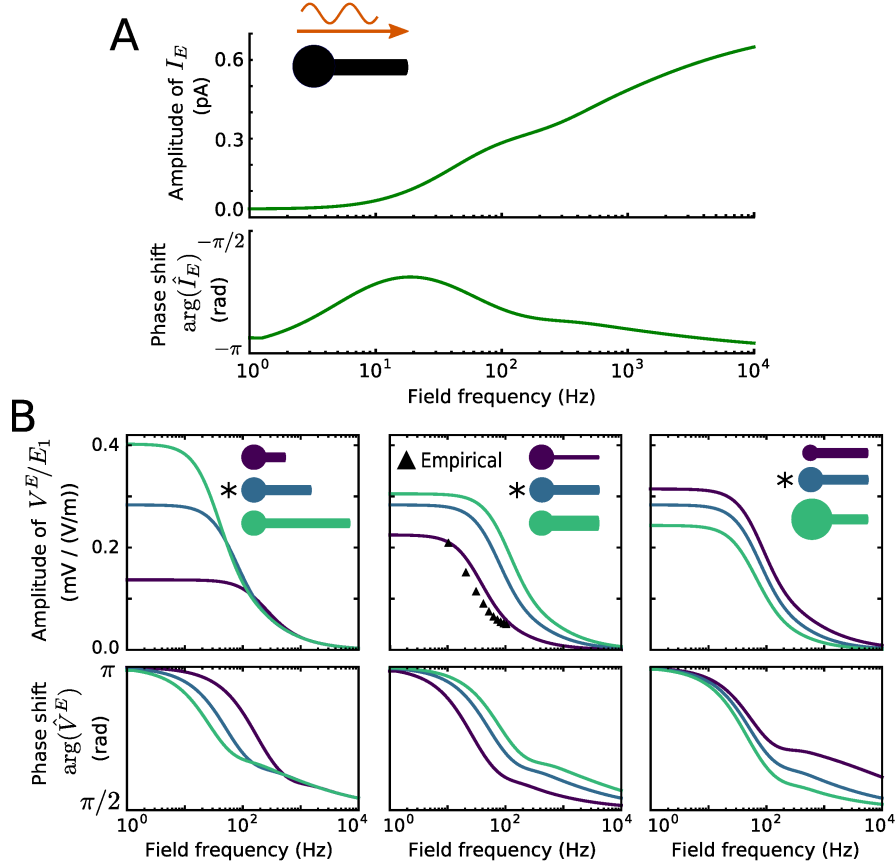 A
Amplitude of I_E
(pA)
0.6
0.3
0.0
Phase shift
arg(Î_E)
(rad)
−π/2
−π
10^0 10^1 10^2 10^3 10^4
Field frequency (Hz)
B
Amplitude of V^E/E_1
(mV / (V/m))
0.4
0.2
0.0
*
▲ Empirical
*
*
Phase shift
arg(V̂^E)
(rad)
π
π/2
10^0 10^2 10^4 10^0 10^2 10^4 10^0 10^2 10^4
Field frequency (Hz) Field frequency (Hz) Field frequency (Hz)